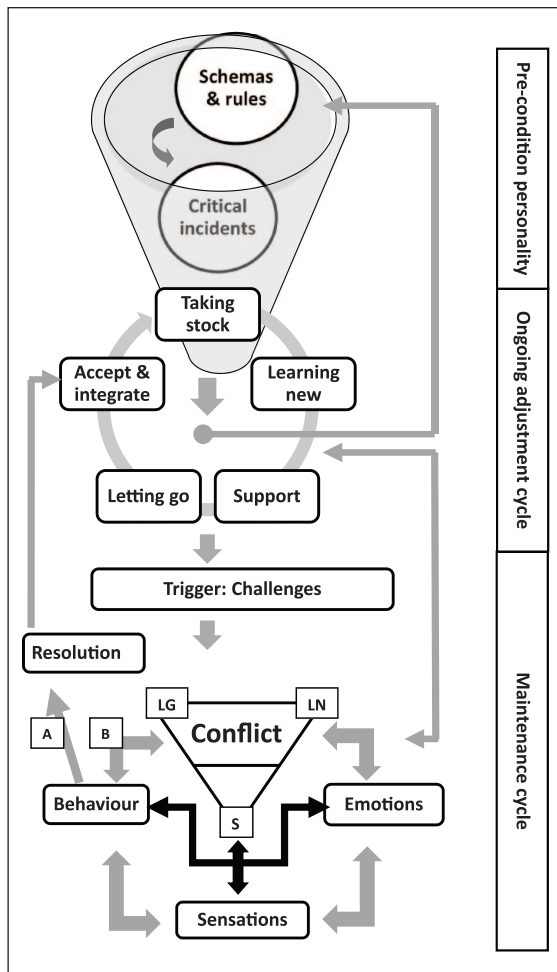 Schemas
& rules
Critical
incidents
Taking
stock
Accept &
integrate
Learning
new
Letting go
Support
Trigger: Challenges
Resolution
A
B
LG
LN
Conflict
S
Behaviour
Emotions
Sensations
Pre-condition personality
Ongoing adjustment cycle
Maintenance cycle